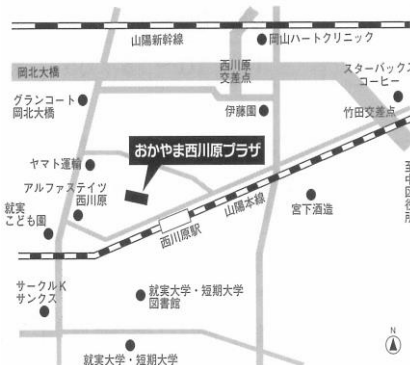 山陽新幹線
岡山ハートクリニック
岡北大橋
西川原
交差点
スターバックス
コーヒー
グランコート
岡北大橋
伊藤園
竹田交差点
おかやま西川原プラザ
ヤマト運輸
アルファステイツ
西川原
至中区役所
就実
こども園
西川原駅
山陽本線
宮下酒造
サークルK
サンクス
就実大学・短期大学
図書館
就実大学・短期大学
N